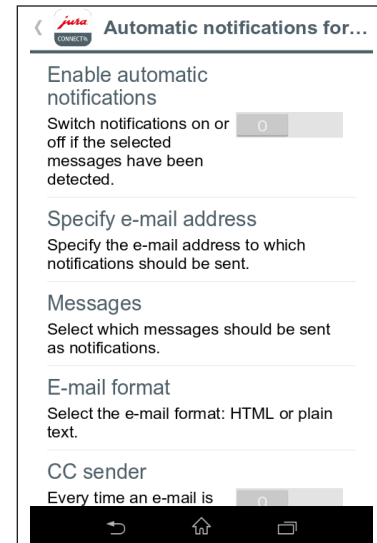 jura
CONNECT
Automatic notifications for...
Enable automatic
notifications
Switch notifications on or
off if the selected
messages have been
detected.
0
Specify e-mail address
Specify the e-mail address to which
notifications should be sent.
Messages
Select which messages should be sent
as notifications.
E-mail format
Select the e-mail format: HTML or plain
text.
CC sender
Every time an e-mail is